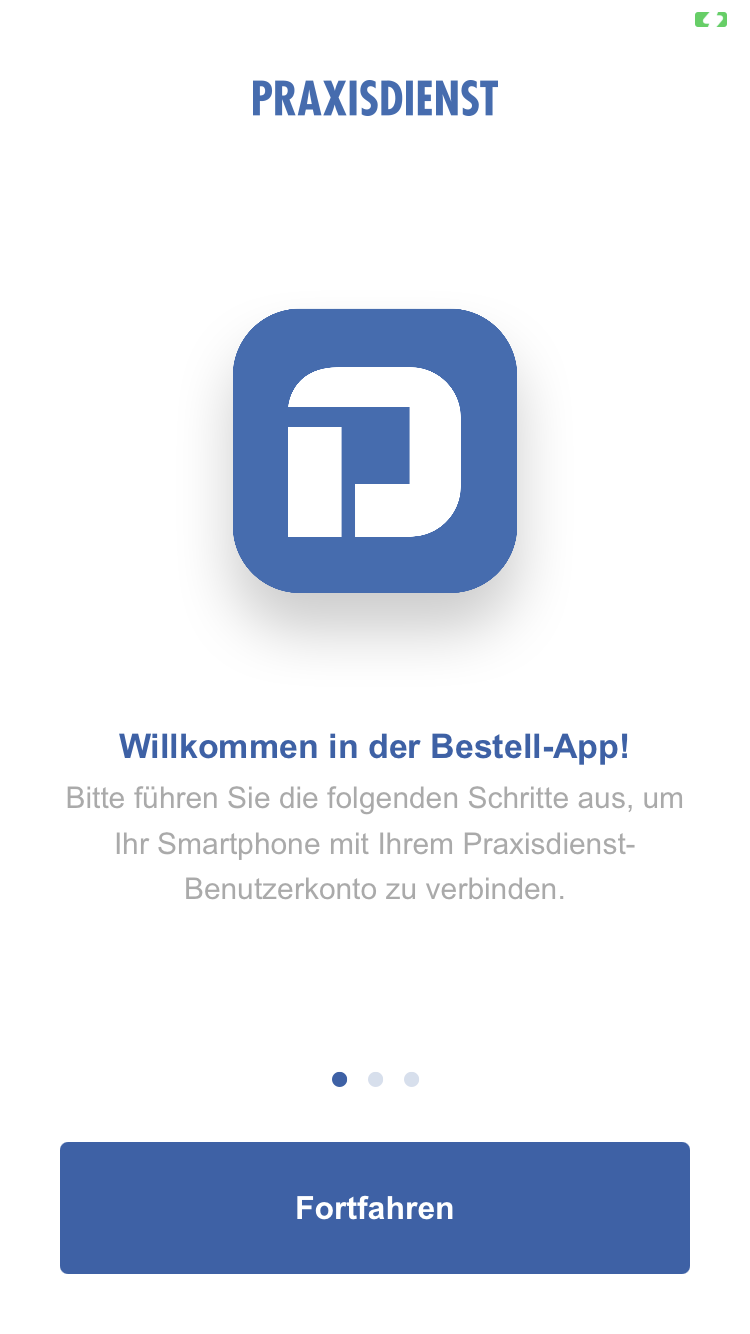 PRAXISDIENST
Willkommen in der Bestell-App!
Bitte führen Sie die folgenden Schritte aus, um
Ihr Smartphone mit Ihrem Praxisdienst-
Benutzerkonto zu verbinden.
Fortfahren